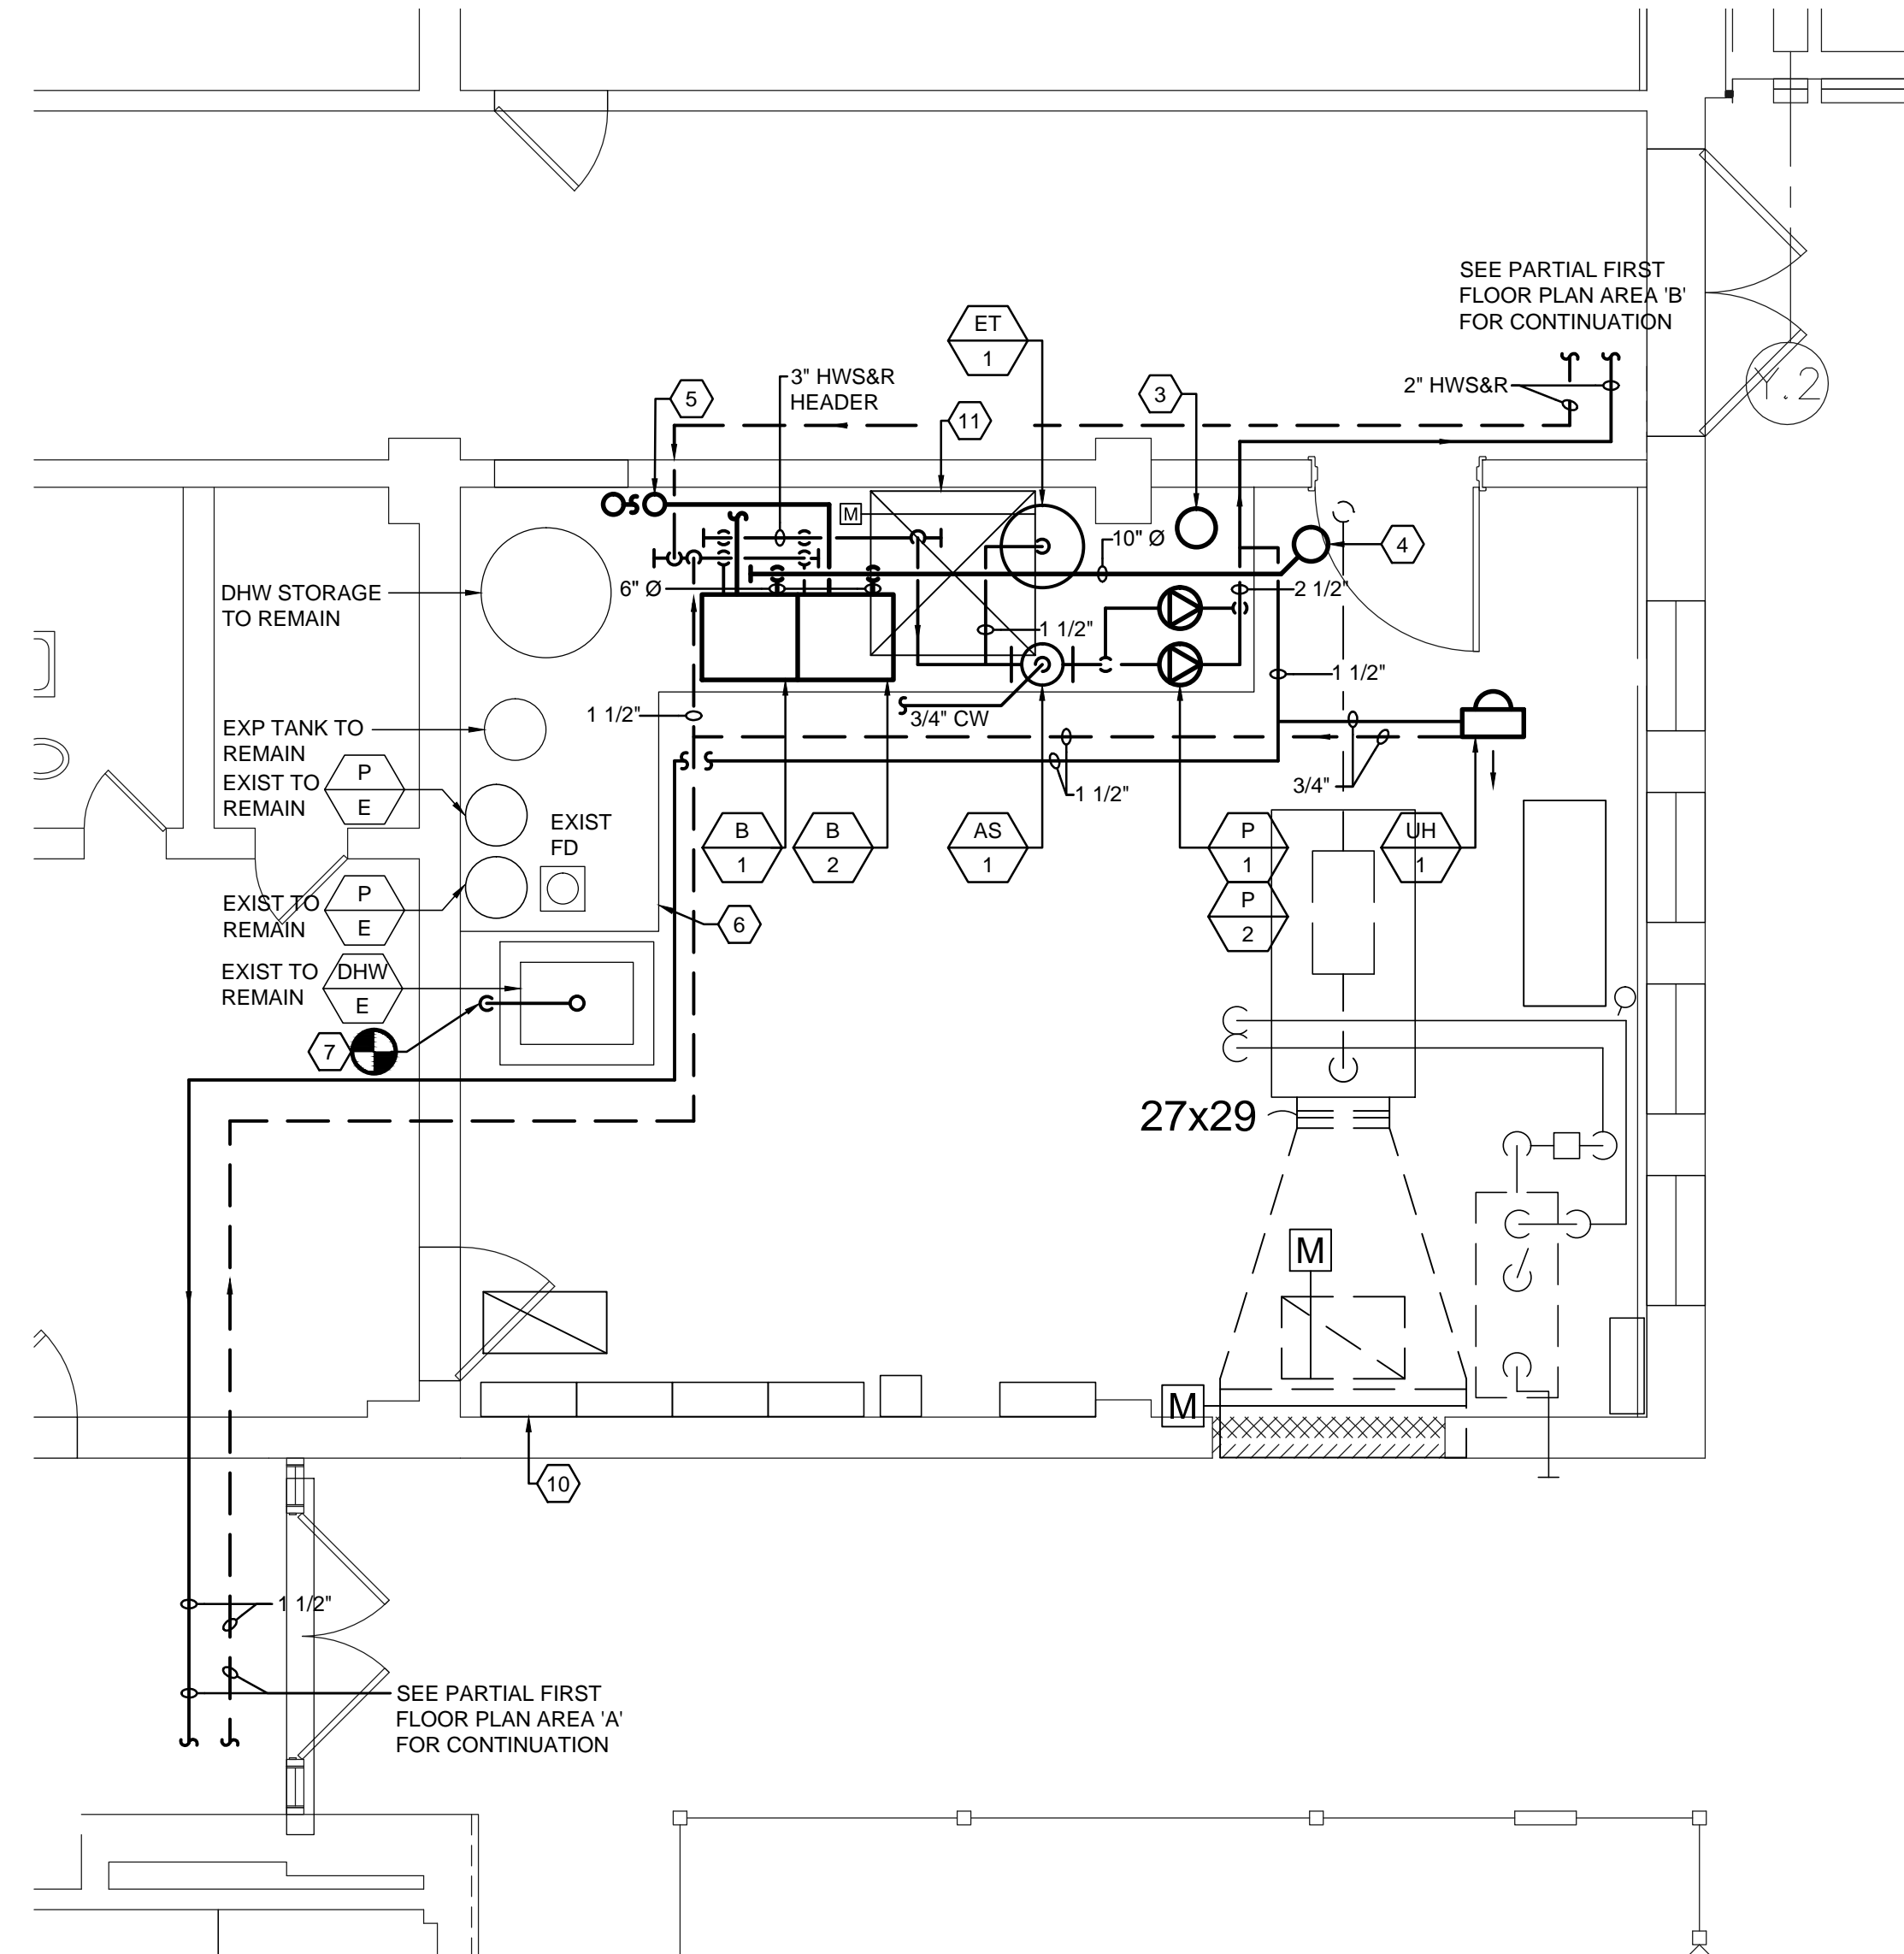 SEE PARTIAL FIRST
FLOOR PLAN AREA 'B'
FOR CONTINUATION
ET
1
3" HWS&R
HEADER
5
11
3
2" HWS&R
Y.2
M
10" Ø
4
DHW STORAGE
TO REMAIN
6" Ø
2 1/2"
1 1/2"
1 1/2"
1 1/2"
3/4" CW
EXP TANK TO
REMAIN
EXIST TO
REMAIN
P
E
1 1/2"
3/4"
EXIST
FD
B
1
B
2
AS
1
P
1
UH
1
P
2
EXIST TO
REMAIN
P
E
6
EXIST TO
REMAIN
DHW
E
7
27x29
M
M
10
1 1/2"
SEE PARTIAL FIRST
FLOOR PLAN AREA 'A'
FOR CONTINUATION